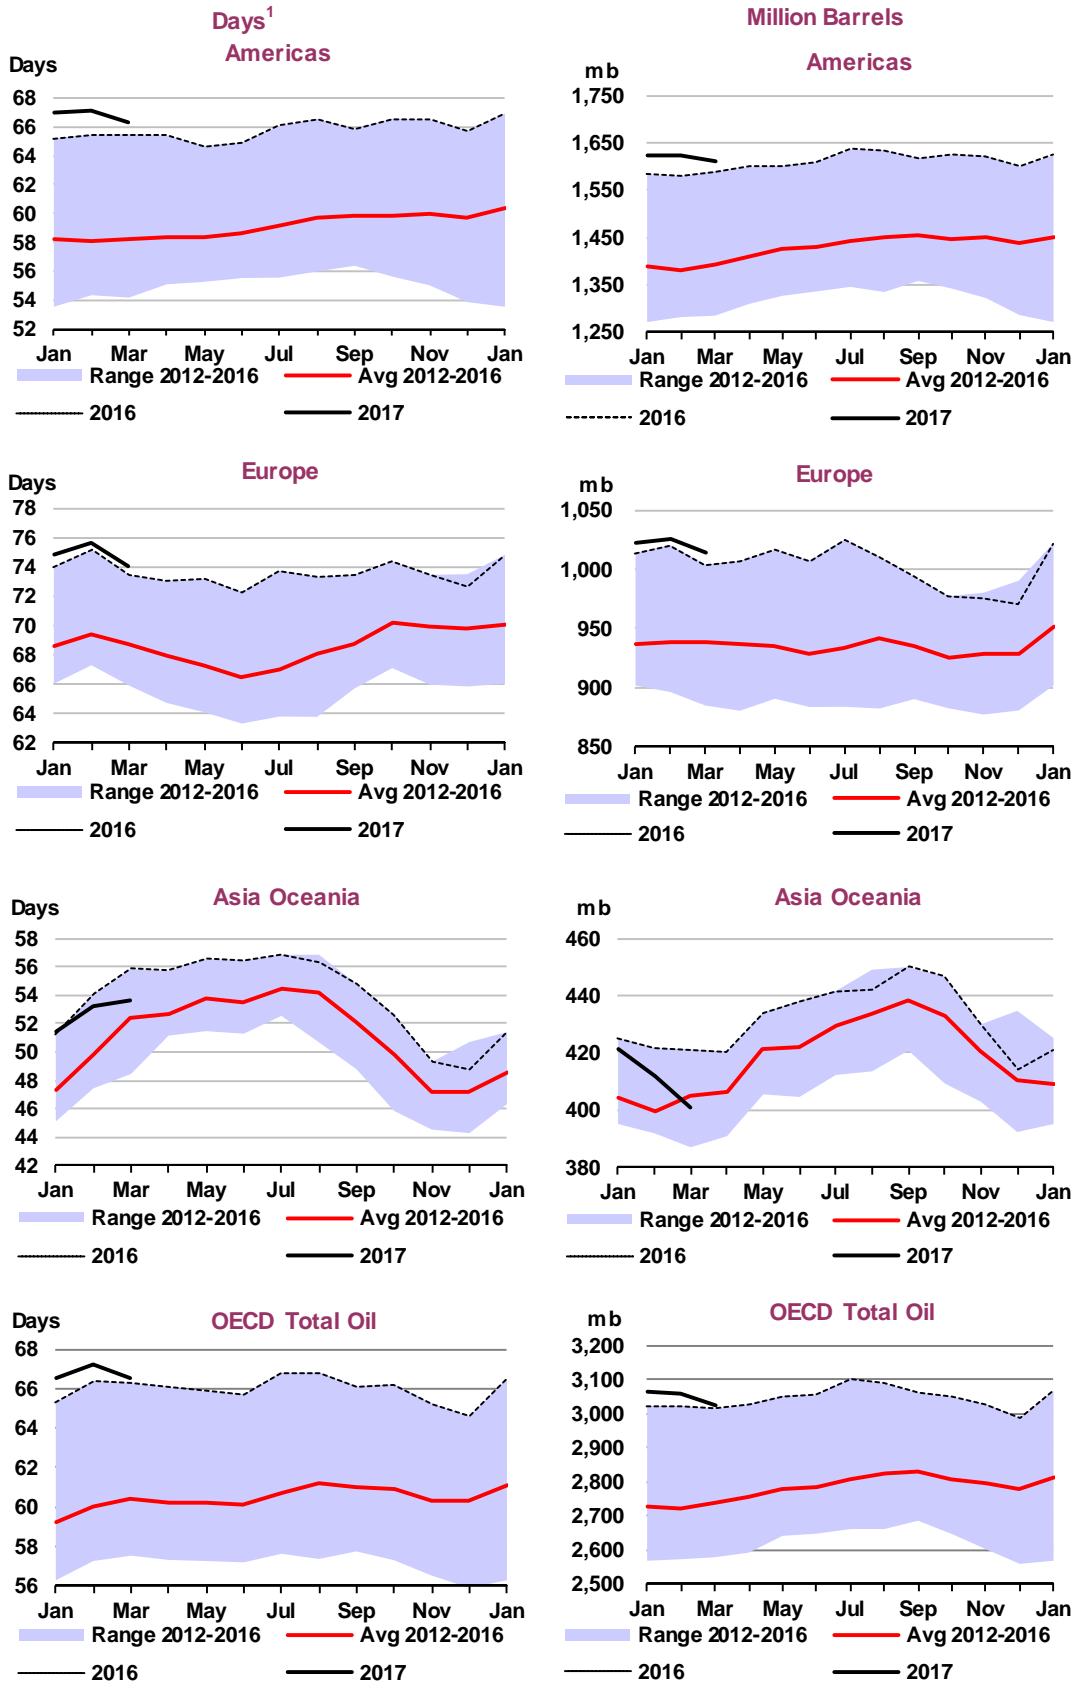 Days¹
Americas
Days
68
66
64
62
60
58
56
54
52
Jan Mar May Jul Sep Nov Jan
Range 2012-2016 Avg 2012-2016
2016 2017
Million Barrels
Americas
mb
1,750
1,650
1,550
1,450
1,350
1,250
Jan Mar May Jul Sep Nov Jan
Range 2012-2016 Avg 2012-2016
2016 2017
Europe
Days
78
76
74
72
70
68
66
64
62
Jan Mar May Jul Sep Nov Jan
Range 2012-2016 Avg 2012-2016
2016 2017
Europe
mb
1,050
1,000
950
900
850
Jan Mar May Jul Sep Nov Jan
Range 2012-2016 Avg 2012-2016
2016 2017
Asia Oceania
Days
58
56
54
52
50
48
46
44
42
Jan Mar May Jul Sep Nov Jan
Range 2012-2016 Avg 2012-2016
2016 2017
Asia Oceania
mb
460
440
420
400
380
Jan Mar May Jul Sep Nov Jan
Range 2012-2016 Avg 2012-2016
2016 2017
OECD Total Oil
Days
68
66
64
62
60
58
56
Jan Mar May Jul Sep Nov Jan
Range 2012-2016 Avg 2012-2016
2016 2017
OECD Total Oil
mb
3,200
3,100
3,000
2,900
2,800
2,700
2,600
2,500
Jan Mar May Jul Sep Nov Jan
Range 2012-2016 Avg 2012-2016
2016 2017